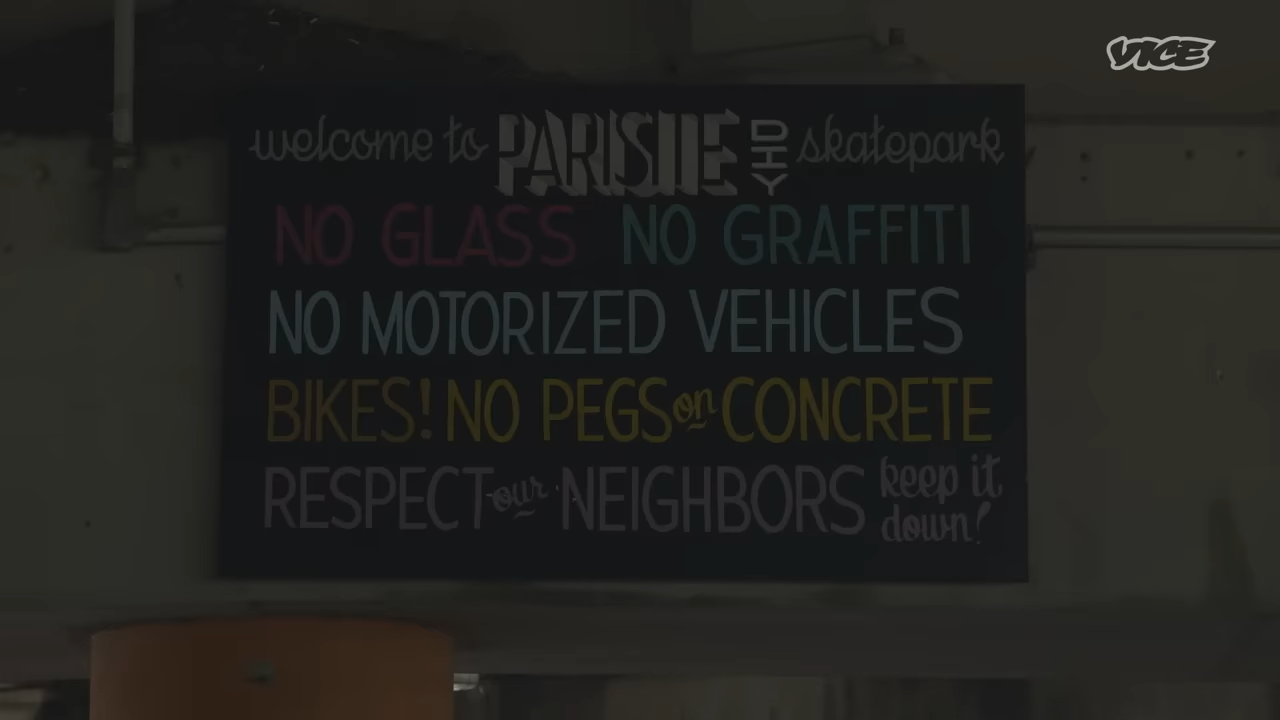 VICE
welcome to PARISITE DIY skatepark
NO GLASS NO GRAFFITI
NO MOTORIZED VEHICLES
BIKES! NO PEGS on CONCRETE
RESPECT our NEIGHBORS keep it down!